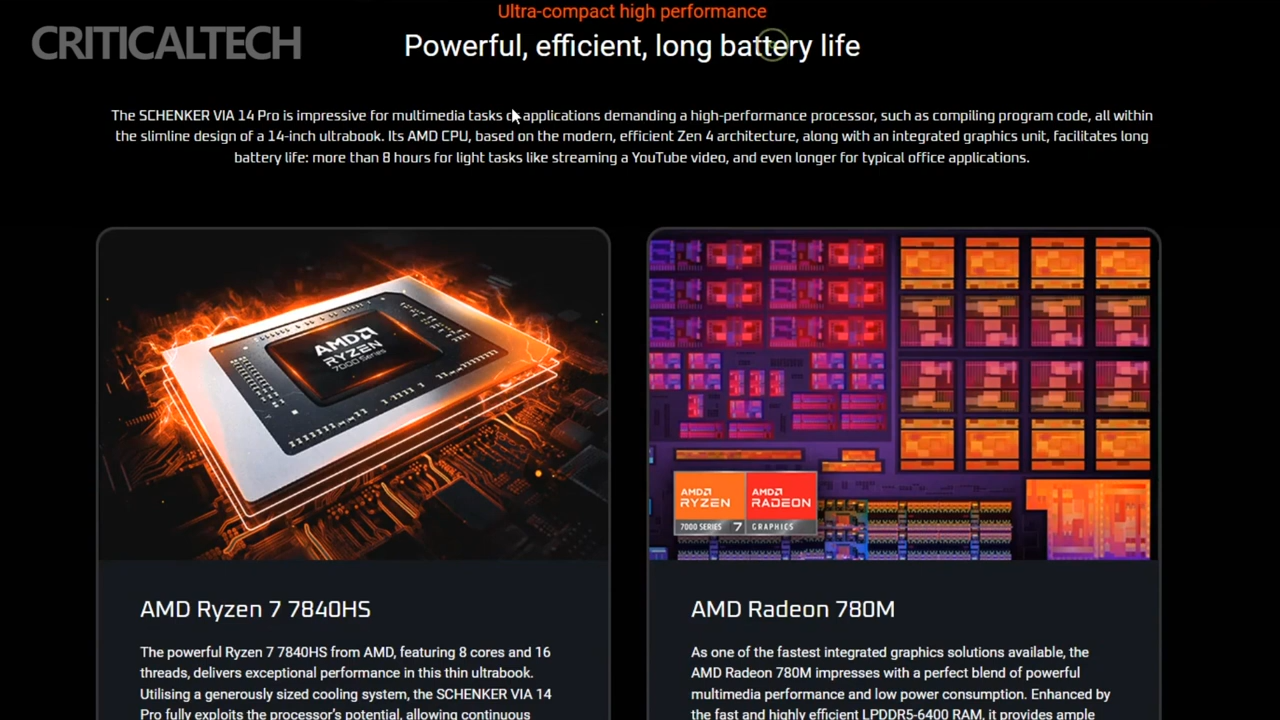 Ultra-compact high performance
CRITICALTECH
Powerful, efficient, long battery life
The SCHENKER VIA 14 Pro is impressive for multimedia tasks applications demanding a high-performance processor, such as compiling program code, all within
the slimline design of a 14-inch ultrabook. Its AMD CPU, based on the modern, efficient Zen 4 architecture, along with an integrated graphics unit, facilitates long
battery life: more than 8 hours for light tasks like streaming a YouTube video, and even longer for typical office applications.
AMD
RYZEN
7000 Series
AMD
RYZEN
7000 SERIES 7
AMD
RADEON
GRAPHICS
AMD Ryzen 7 7840HS
The powerful Ryzen 7 7840HS from AMD, featuring 8 cores and 16
threads, delivers exceptional performance in this thin ultrabook.
Utilising a generously sized cooling system, the SCHENKER VIA 14
Pro fully exploits the processor's potential, allowing continuous
AMD Radeon 780M
As one of the fastest integrated graphics solutions available, the
AMD Radeon 780M impresses with a perfect blend of powerful
multimedia performance and low power consumption. Enhanced by
the fast and highly efficient LPDDR5-6400 RAM, it provides ample